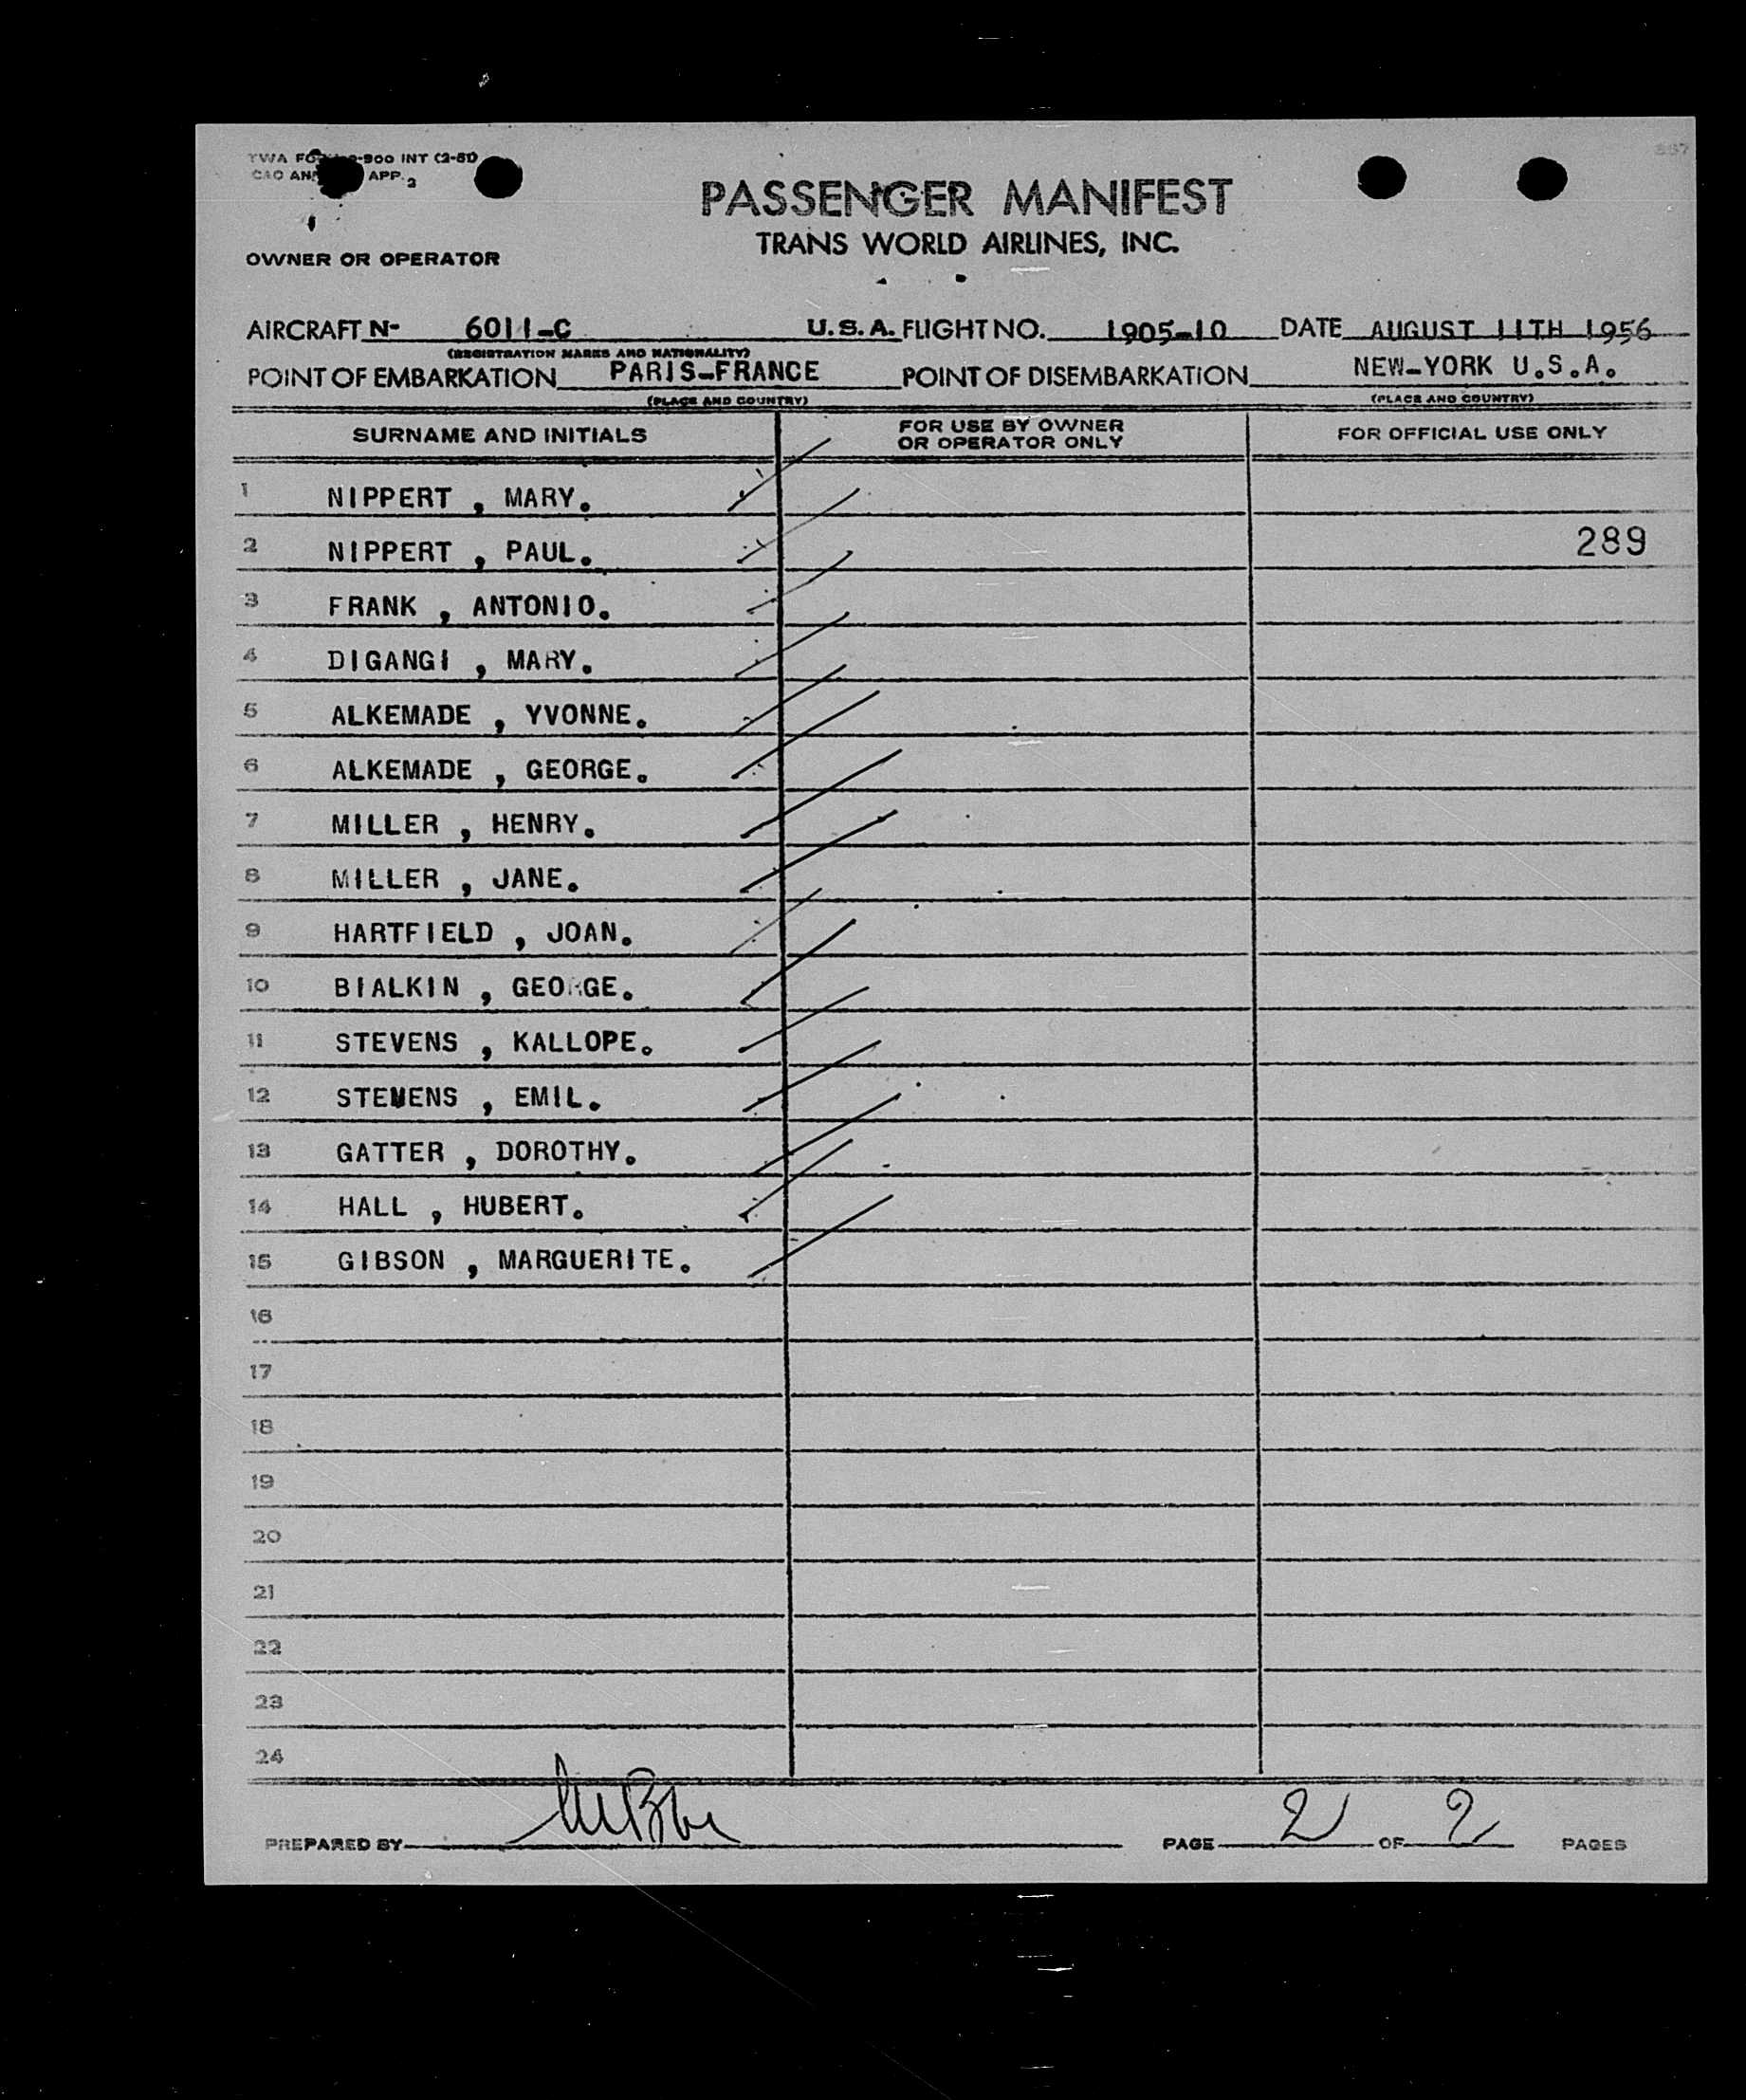 INT (2-51)
APP. 2
PASSENGER MANIFEST
TRANS WORLD AIRLINES, INC.
OWNER OR OPERATOR
AIRCRAFT N- 6011-C U.S.A. FLIGHT NO. 1905-10 DATE AUGUST 11TH 1956
(REGISTRATION MARKS AND NATIONALITY)
POINT OF EMBARKATION PARIS-FRANCE POINT OF DISEMBARKATION NEW-YORK U.S.A.
(PLACE AND COUNTRY) (PLACE AND COUNTRY)
SURNAME AND INITIALS FOR USE BY OWNER OR OPERATOR ONLY FOR OFFICIAL USE ONLY
1 NIPPERT , MARY.
2 NIPPERT , PAUL. 289
3 FRANK , ANTONIO.
4 DIGANGI , MARY.
5 ALKEMADE , YVONNE.
6 ALKEMADE , GEORGE.
7 MILLER , HENRY.
8 MILLER , JANE.
9 HARTFIELD , JOAN.
10 BIALKIN , GEORGE.
11 STEVENS , KALLOPE.
12 STEVENS , EMIL.
13 GATTER , DOROTHY.
14 HALL , HUBERT.
15 GIBSON , MARGUERITE.
16
17
18
19
20
21
22
23
24
PREPARED BY PAGE 2 OF 2 PAGES